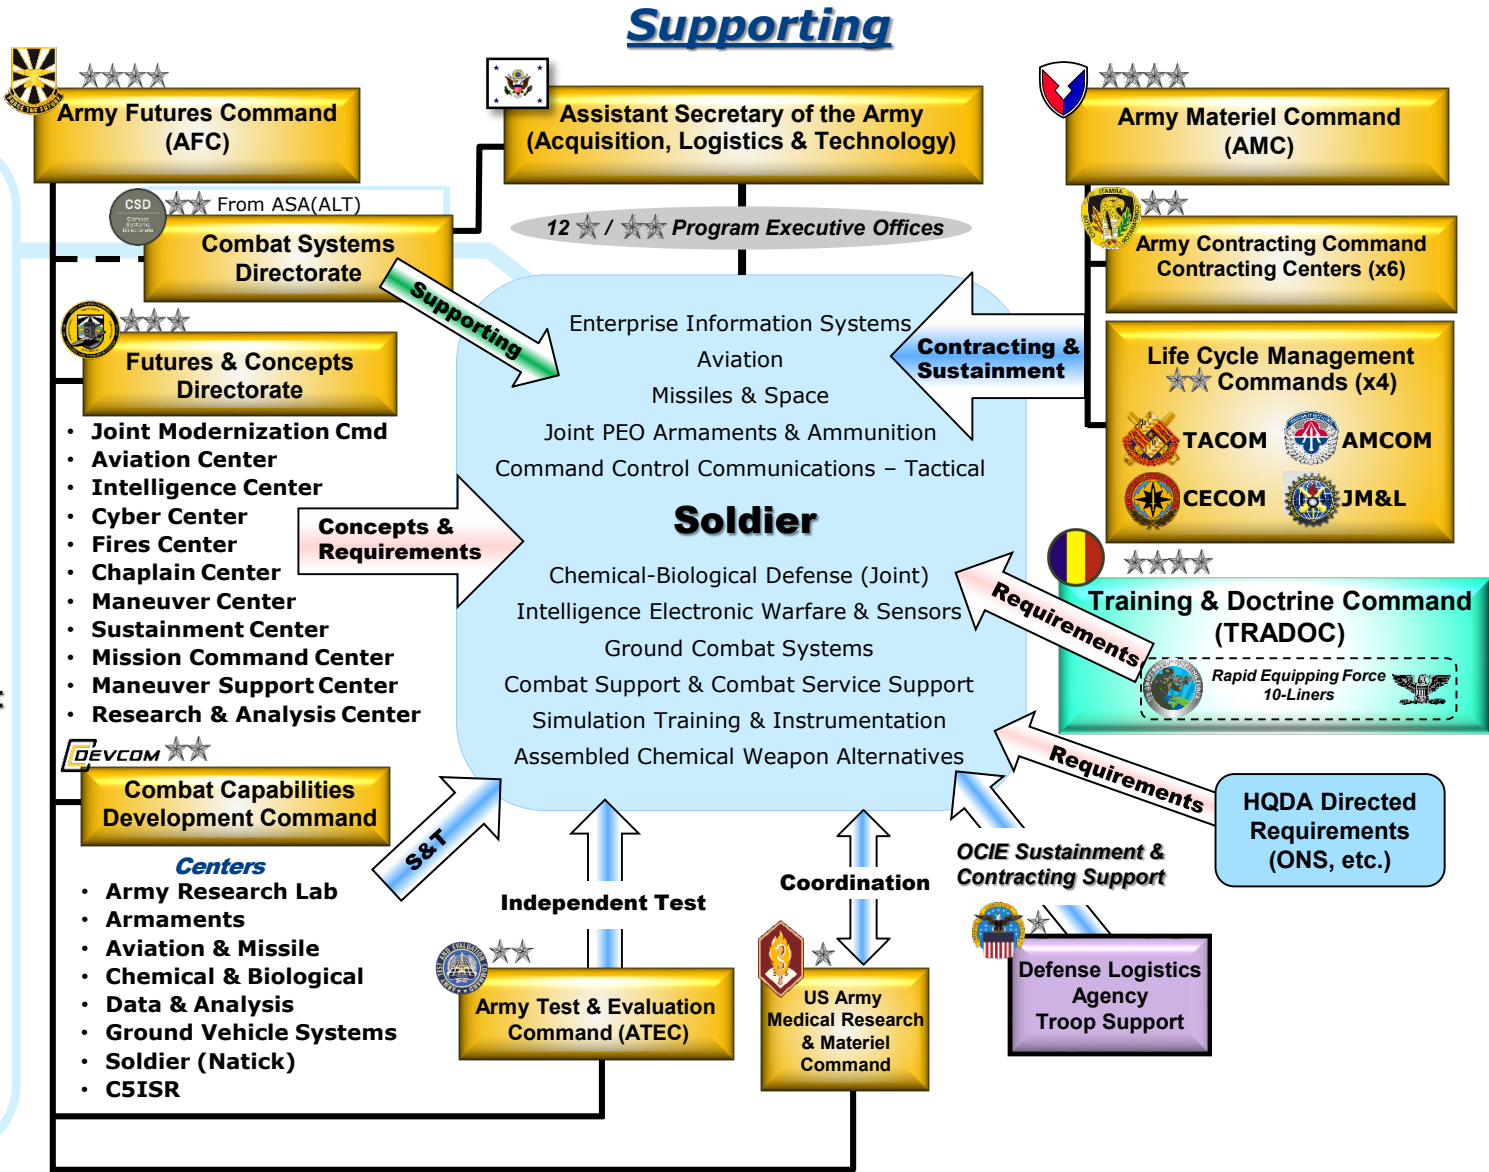 Supporting
Army Futures Command
(AFC)
Assistant Secretary of the Army
(Acquisition, Logistics & Technology)
Army Materiel Command
(AMC)
CSD
Combat
Systems
Directorate
From ASA(ALT)
Combat Systems
Directorate
12 / Program Executive Offices
Army Contracting Command
Contracting Centers (x6)
Supporting
Futures & Concepts
Directorate
• Joint Modernization Cmd
• Aviation Center
• Intelligence Center
• Cyber Center
• Fires Center
• Chaplain Center
• Maneuver Center
• Sustainment Center
• Mission Command Center
• Maneuver Support Center
• Research & Analysis Center
Concepts &
Requirements
Enterprise Information Systems
Aviation
Missiles & Space
Joint PEO Armaments & Ammunition
Command Control Communications – Tactical
Soldier
Chemical-Biological Defense (Joint)
Intelligence Electronic Warfare & Sensors
Ground Combat Systems
Combat Support & Combat Service Support
Simulation Training & Instrumentation
Assembled Chemical Weapon Alternatives
Contracting &
Sustainment
Life Cycle Management
Commands (x4)
TACOM
AMCOM
CECOM
JM&L
Requirements
Training & Doctrine Command
(TRADOC)
Rapid Equipping Force
10-Liners
Requirements
HQDA Directed
Requirements
(ONS, etc.)
DEVCOM
Combat Capabilities
Development Command
Centers
• Army Research Lab
• Armaments
• Aviation & Missile
• Chemical & Biological
• Data & Analysis
• Ground Vehicle Systems
• Soldier (Natick)
• C5ISR
S&T
Independent Test
Army Test & Evaluation
Command (ATEC)
Coordination
US Army
Medical Research
& Materiel
Command
OCIE Sustainment &
Contracting Support
Defense Logistics
Agency
Troop Support